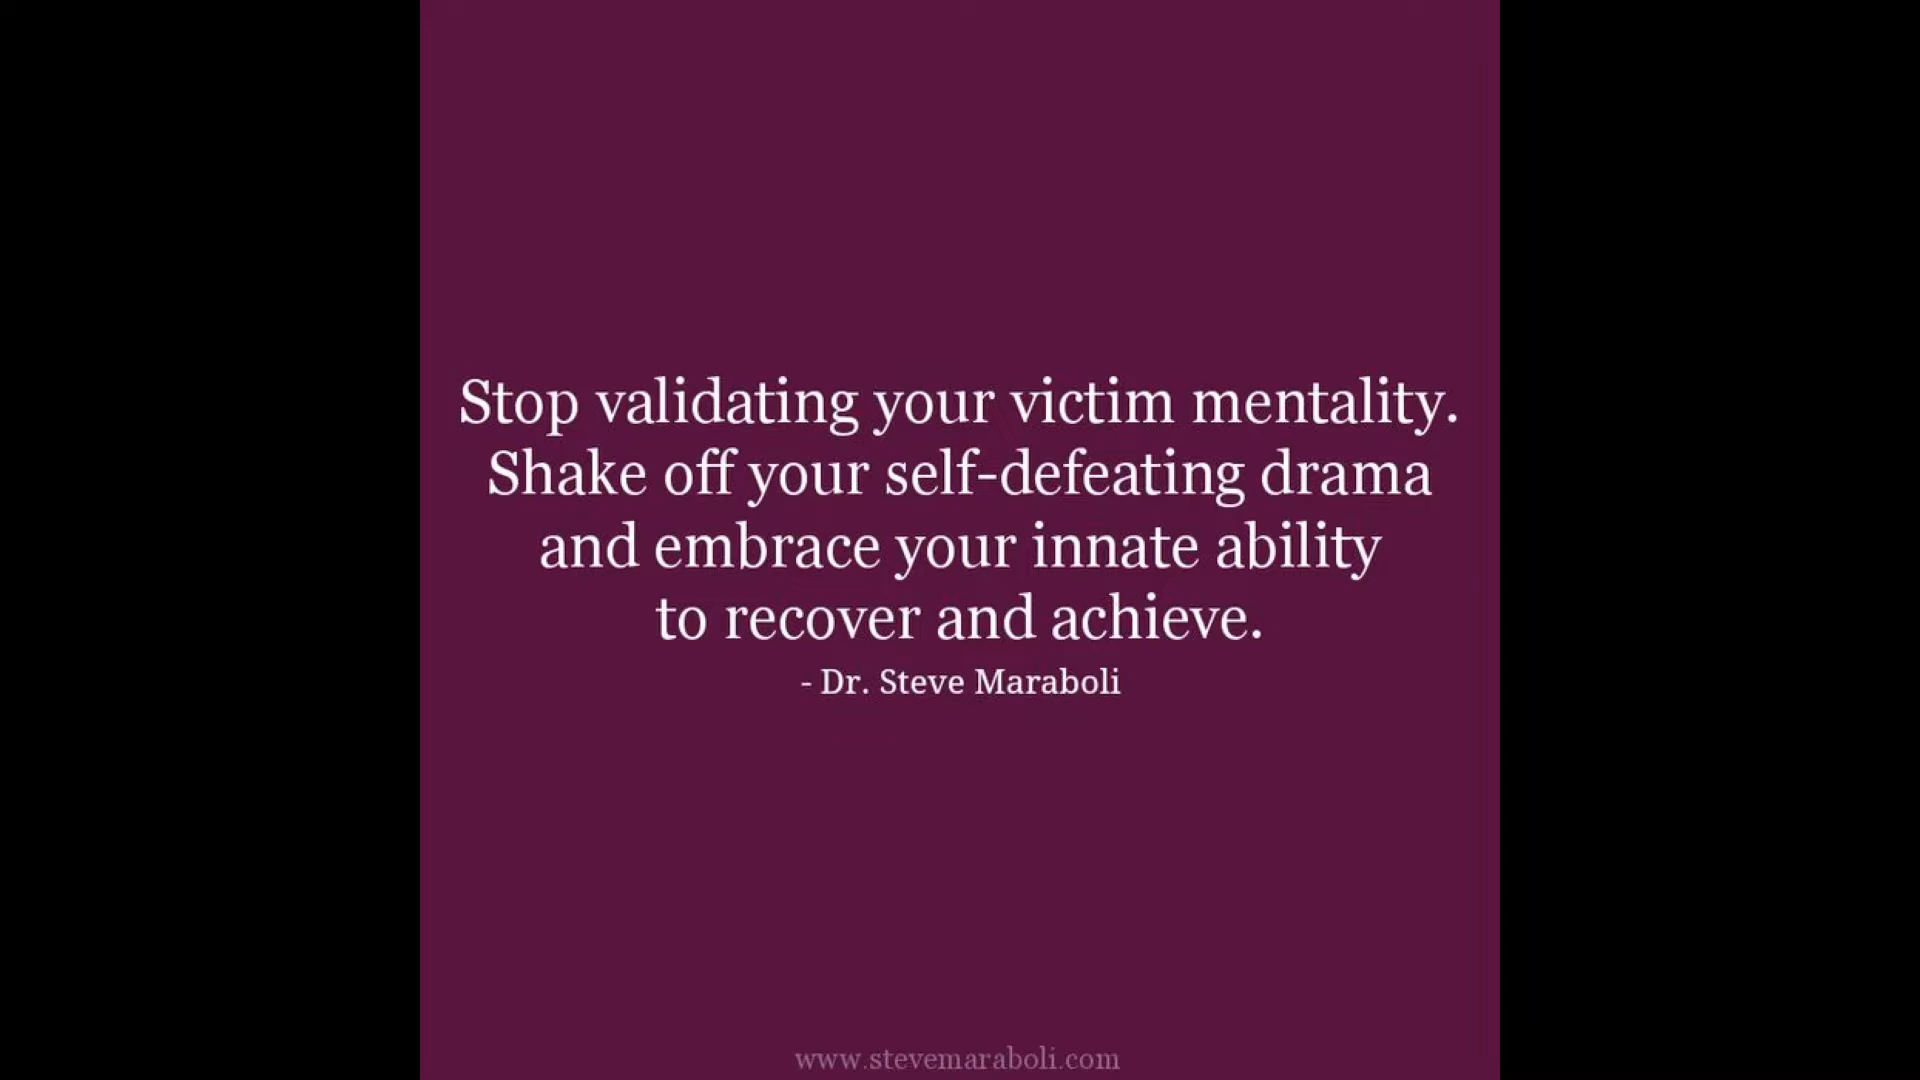 Stop validating your victim mentality.
Shake off your self-defeating drama
and embrace your innate ability
to recover and achieve.
- Dr. Steve Maraboli
www.stevemaraboli.com